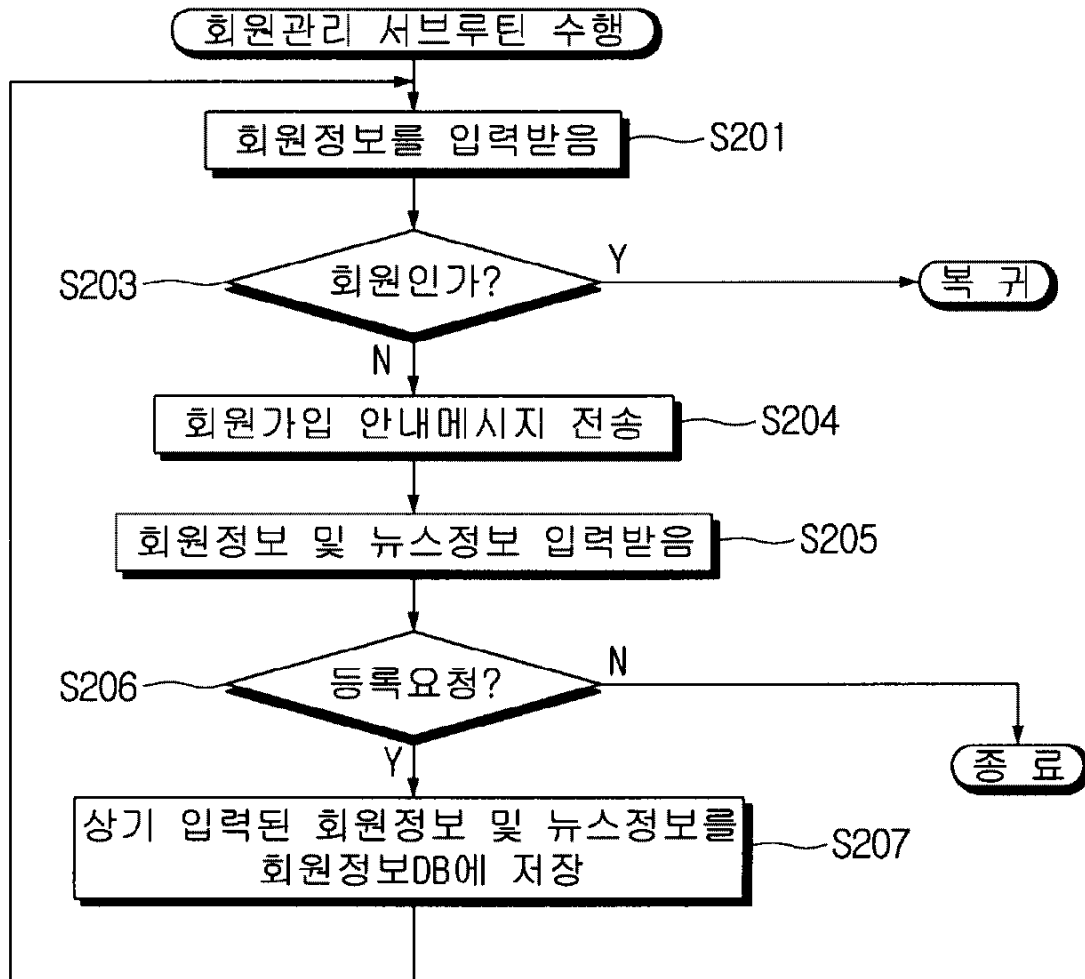 회원관리 서브루틴 수행
회원정보를 입력받음
S201
S203
회원인가?
Y
복 귀
N
회원가입 안내메시지 전송
S204
회원정보 및 뉴스정보 입력받음
S205
S206
등록요청?
N
종 료
Y
상기 입력된 회원정보 및 뉴스정보를
회원정보DB에 저장
S207